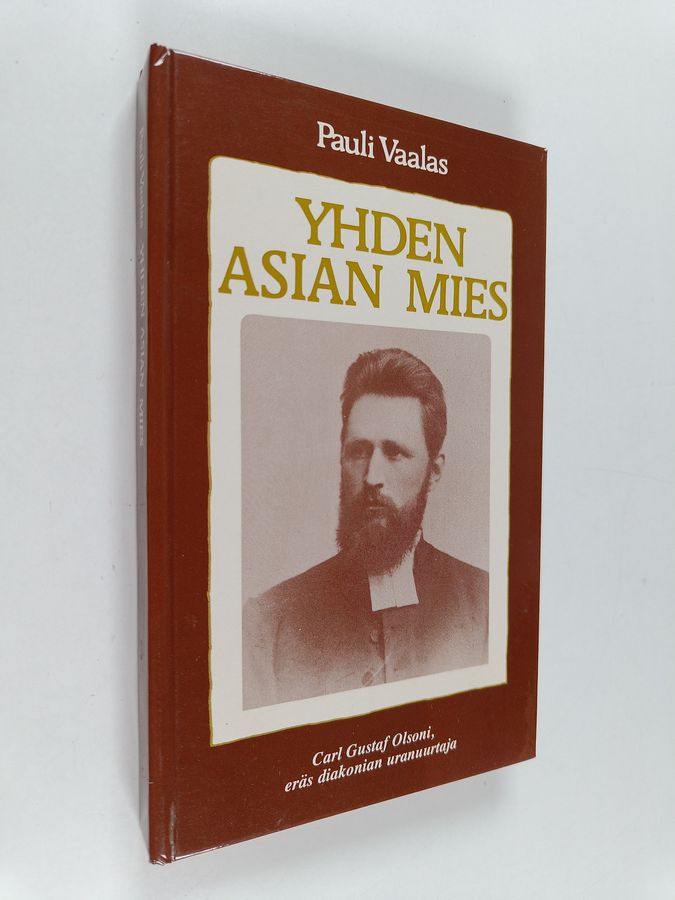 Pauli Vaalas
YHDEN
ASIAN MIES
Carl Gustaf Olsoni,
eräs diakonian uranuurtaja
Pauli Vaalas YHDEN ASIAN MIES